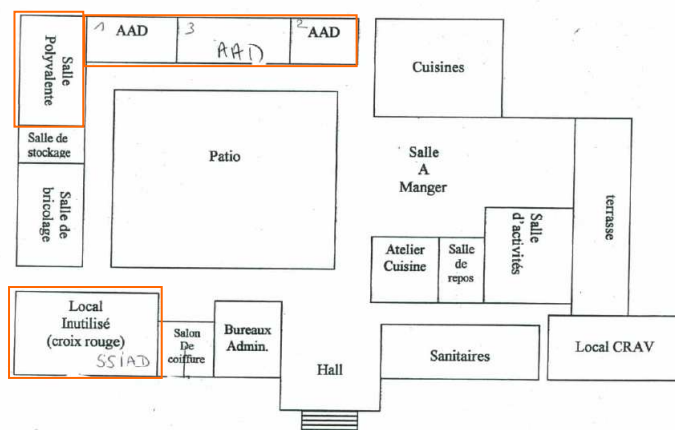 1 AAD
3
AAD
2 AAD
Salle
Polyvalente
Cuisines
Salle de
stockage
Patio
Salle
A
Manger
terrasse
Salle de
bricolage
Salle
d'activités
Atelier
Cuisine
Salle
de
repos
Local
Inutilisé
(croix rouge)
SSIAD
Salon
De
coiffure
Bureaux
Admin.
Hall
Sanitaires
Local CRAV